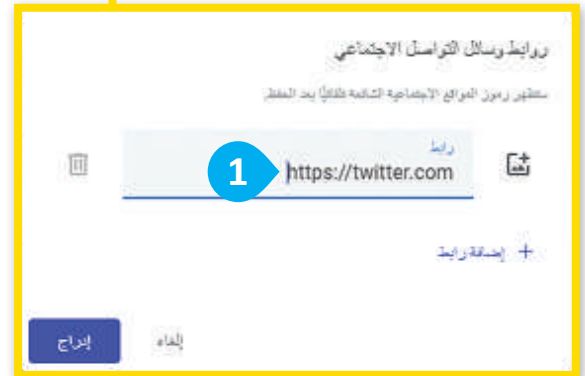 روابط وسائل التواصل الاجتماعي
ستظهر رموز المواقع الاجتماعية الشائعة تلقائيًا بعد الحفظ.
رابط
https://twitter.com
1
+ إضافة رابط
إلغاء
إدراج